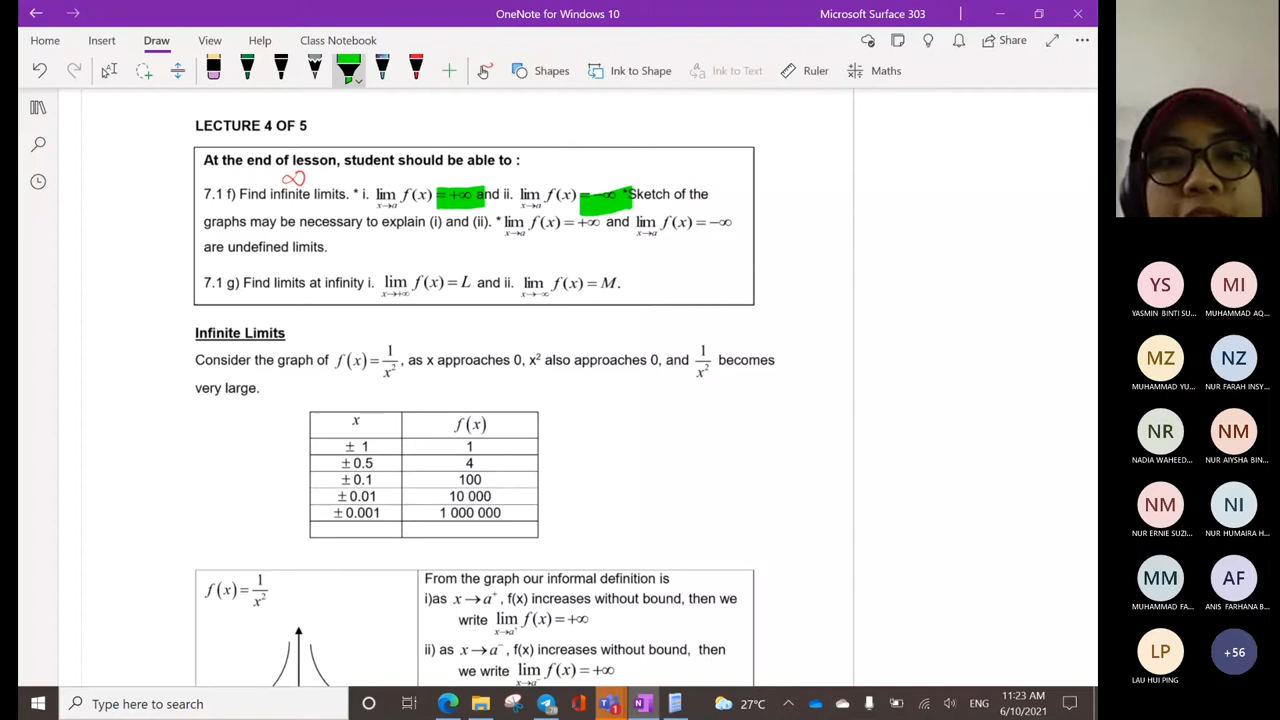 OneNote for Windows 10
Microsoft Surface 303
Home Insert Draw View Help Class Notebook
Share
Shapes Ink to Shape Ink to Text Ruler Maths
LECTURE 4 OF 5
At the end of lesson, student should be able to :
∞
7.1 f) Find infinite limits. * i. lim x→a f(x) = +∞ and ii. lim x→a f(x) = −∞ *Sketch of the
graphs may be necessary to explain (i) and (ii). * lim x→a f(x) = +∞ and lim x→a f(x) = −∞
are undefined limits.
7.1 g) Find limits at infinity i. lim x→+∞ f(x) = L and ii. lim x→−∞ f(x) = M.
Infinite Limits
Consider the graph of f(x) = 1/x², as x approaches 0, x² also approaches 0, and 1/x² becomes
very large.
x f(x)
± 1 1
± 0.5 4
± 0.1 100
± 0.01 10 000
± 0.001 1 000 000
f(x) = 1/x²
From the graph our informal definition is
i)as x → a⁺, f(x) increases without bound, then we
write lim x→a⁺ f(x) = +∞
ii) as x → a⁻, f(x) increases without bound, then
we write lim x→a⁻ f(x) = +∞
YS
YASMIN BINTI SU...
MI
MUHAMMAD AQ...
MZ
MUHAMMAD YU...
NZ
NUR FARAH INSY...
NR
NADIA WAHEED...
NM
NUR AIYSHA BIN...
NM
NUR ERNIE SUZI...
NI
NUR HUMAIRA H...
MM
MUHAMMAD FA...
AF
ANIS FARHANA B...
LP
LAU HUI PING
+56
Type here to search
27°C
ENG
11:23 AM
6/10/2021